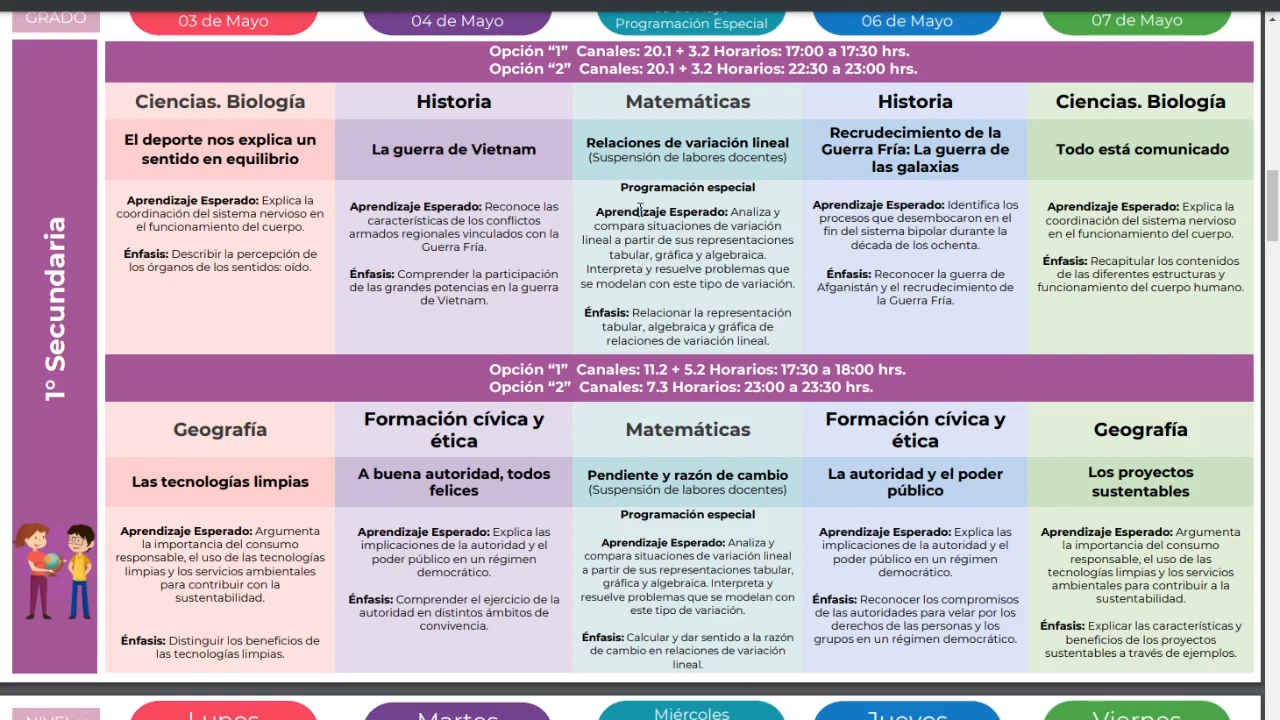 GRADO
03 de Mayo
04 de Mayo
Programación Especial
06 de Mayo
07 de Mayo
1° Secundaria
Opción “1” Canales: 20.1 + 3.2 Horarios: 17:00 a 17:30 hrs.
Opción “2” Canales: 20.1 + 3.2 Horarios: 22:30 a 23:00 hrs.
Ciencias. Biología
El deporte nos explica un
sentido en equilibrio
Aprendizaje Esperado: Explica la
coordinación del sistema nervioso en
el funcionamiento del cuerpo.
Énfasis: Describir la percepción de
los órganos de los sentidos: oído.
Historia
La guerra de Vietnam
Aprendizaje Esperado: Reconoce las
características de los conflictos
armados regionales vinculados con la
Guerra Fría.
Énfasis: Comprender la participación
de las grandes potencias en la guerra
de Vietnam.
Matemáticas
Relaciones de variación lineal
(Suspensión de labores docentes)
Programación especial
Aprendizaje Esperado: Analiza y
compara situaciones de variación
lineal a partir de sus representaciones
tabular, gráfica y algebraica.
Interpreta y resuelve problemas que
se modelan con este tipo de variación.
Énfasis: Relacionar la representación
tabular, algebraica y gráfica de
relaciones de variación lineal.
Historia
Recrudecimiento de la
Guerra Fría: La guerra de
las galaxias
Aprendizaje Esperado: Identifica los
procesos que desembocaron en el
fin del sistema bipolar durante la
década de los ochenta.
Énfasis: Reconocer la guerra de
Afganistán y el recrudecimiento de
la Guerra Fría.
Ciencias. Biología
Todo está comunicado
Aprendizaje Esperado: Explica la
coordinación del sistema nervioso
en el funcionamiento del cuerpo.
Énfasis: Recapitular los contenidos
de las diferentes estructuras y
funcionamiento del cuerpo humano.
Opción “1” Canales: 11.2 + 5.2 Horarios: 17:30 a 18:00 hrs.
Opción “2” Canales: 7.3 Horarios: 23:00 a 23:30 hrs.
Geografía
Las tecnologías limpias
Aprendizaje Esperado: Argumenta
la importancia del consumo
responsable, el uso de las tecnologías
limpias y los servicios ambientales
para contribuir con la
sustentabilidad.
Énfasis: Distinguir los beneficios de
las tecnologías limpias.
Formación cívica y
ética
A buena autoridad, todos
felices
Aprendizaje Esperado: Explica las
implicaciones de la autoridad y el
poder público en un régimen
democrático.
Énfasis: Comprender el ejercicio de la
autoridad en distintos ámbitos de
convivencia.
Matemáticas
Pendiente y razón de cambio
(Suspensión de labores docentes)
Programación especial
Aprendizaje Esperado: Analiza y
compara situaciones de variación lineal
a partir de sus representaciones tabular,
gráfica y algebraica. Interpreta y
resuelve problemas que se modelan con
este tipo de variación.
Énfasis: Calcular y dar sentido a la razón
de cambio en relaciones de variación
lineal.
Formación cívica y
ética
La autoridad y el poder
público
Aprendizaje Esperado: Explica las
implicaciones de la autoridad y el
poder público en un régimen
democrático.
Énfasis: Reconocer los compromisos
de las autoridades para velar por los
derechos de las personas y los
grupos en un régimen democrático.
Geografía
Los proyectos
sustentables
Aprendizaje Esperado: Argumenta
la importancia del consumo
responsable, el uso de las
tecnologías limpias y los servicios
ambientales para contribuir a la
sustentabilidad.
Énfasis: Explicar las características y
beneficios de los proyectos
sustentables a través de ejemplos.
Lunes
Martes
Miércoles
Jueves
Viernes